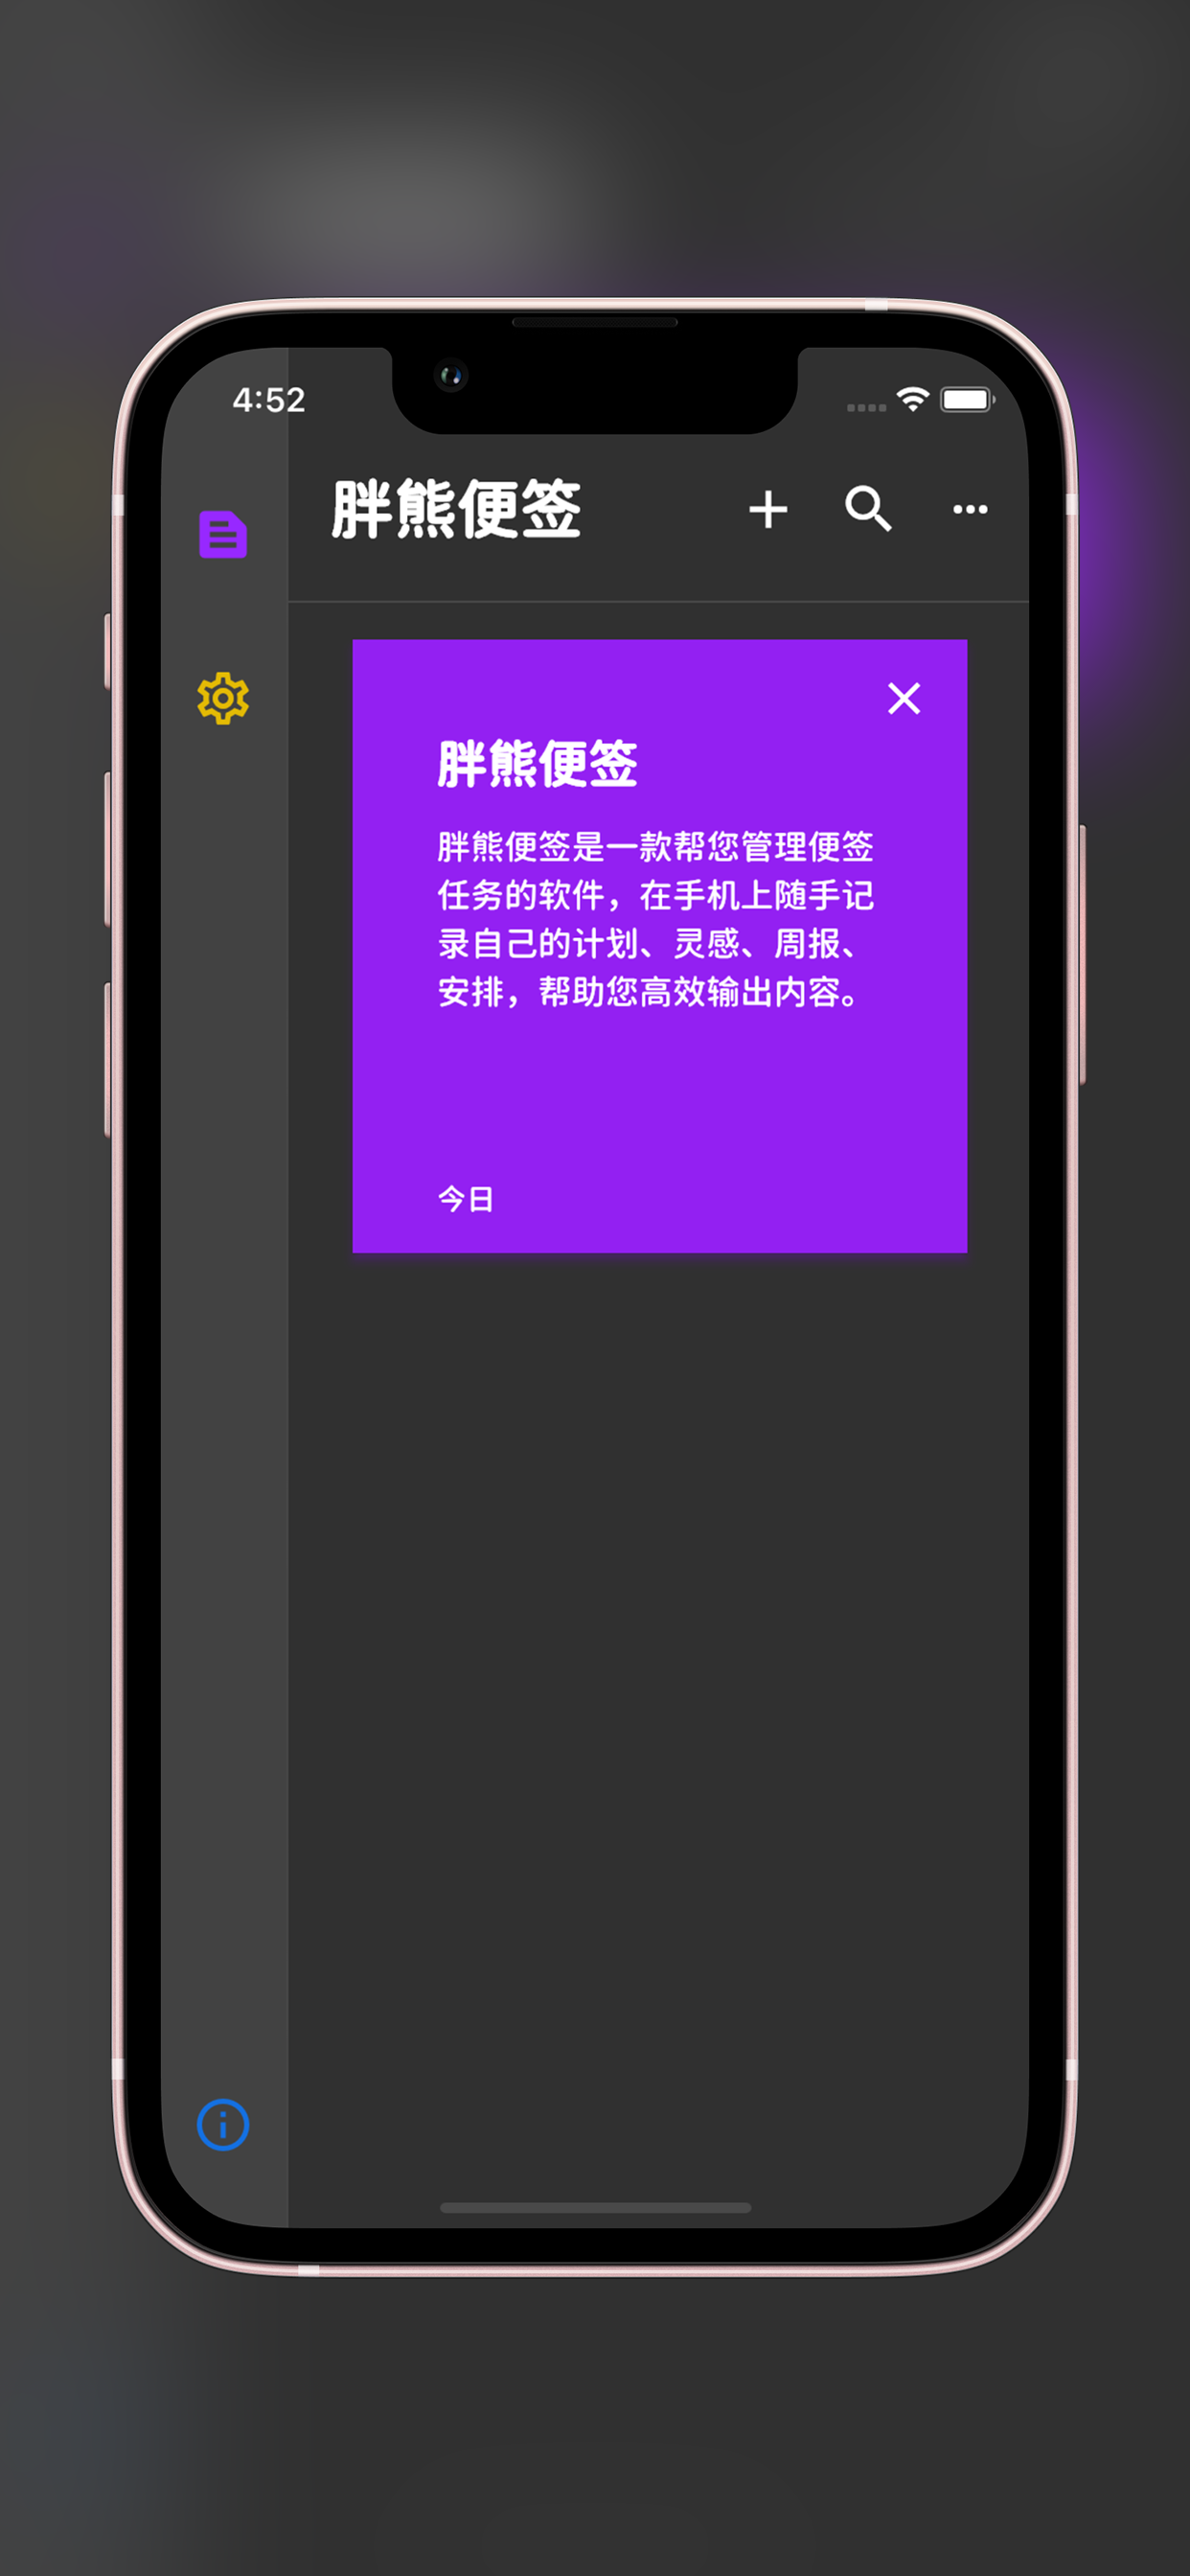 4:52
胖熊便签
胖熊便签
胖熊便签是一款帮您管理便签
任务的软件，在手机上随手记
录自己的计划、灵感、周报、
安排，帮助您高效输出内容。
今日